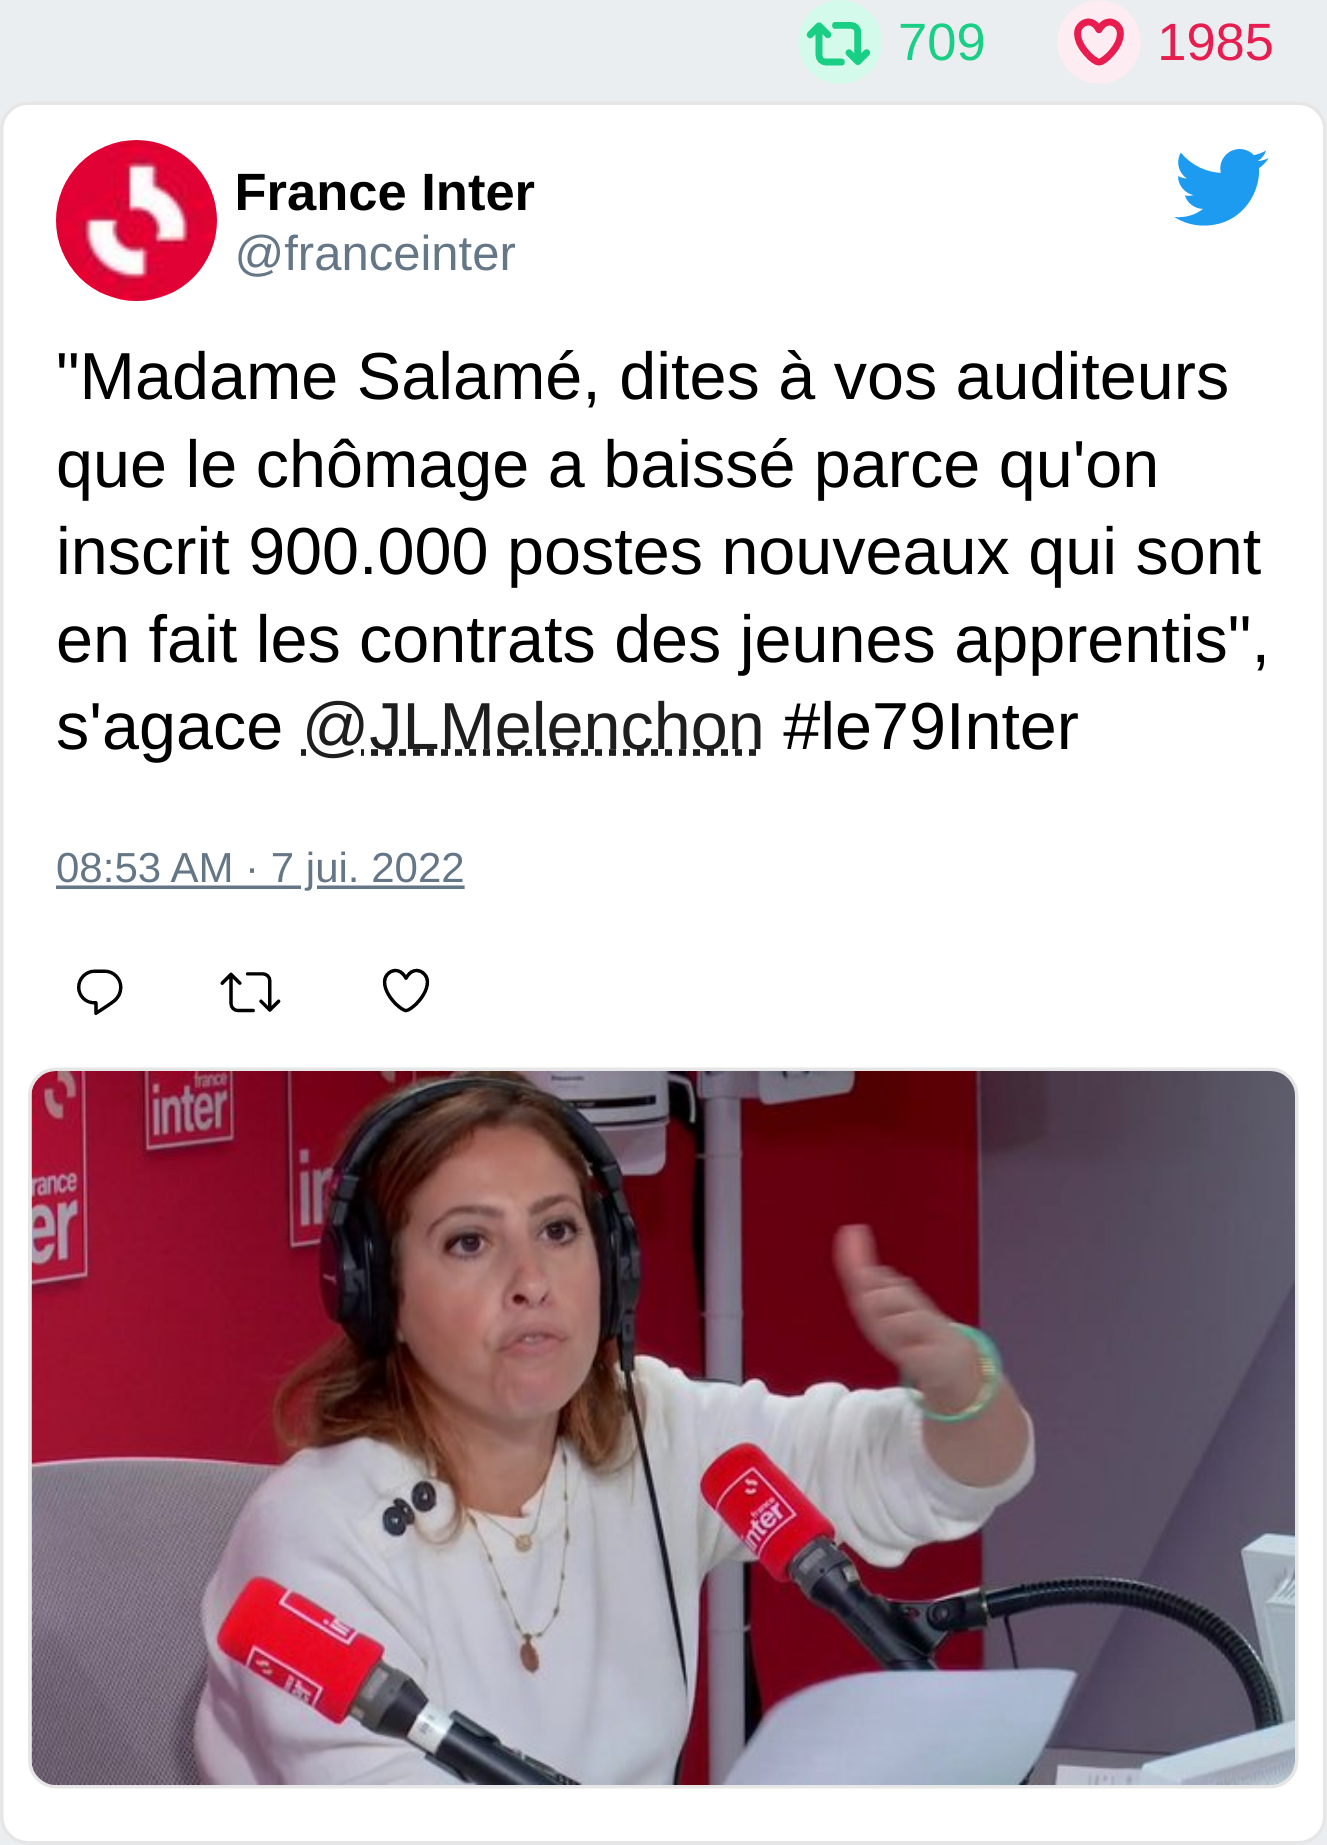 709 1985
France Inter
@franceinter
"Madame Salamé, dites à vos auditeurs
que le chômage a baissé parce qu'on
inscrit 900.000 postes nouveaux qui sont
en fait les contrats des jeunes apprentis",
s'agace @JLMelenchon #le79Inter
08:53 AM · 7 jui. 2022
france
inter
rance
er
in
france
inter